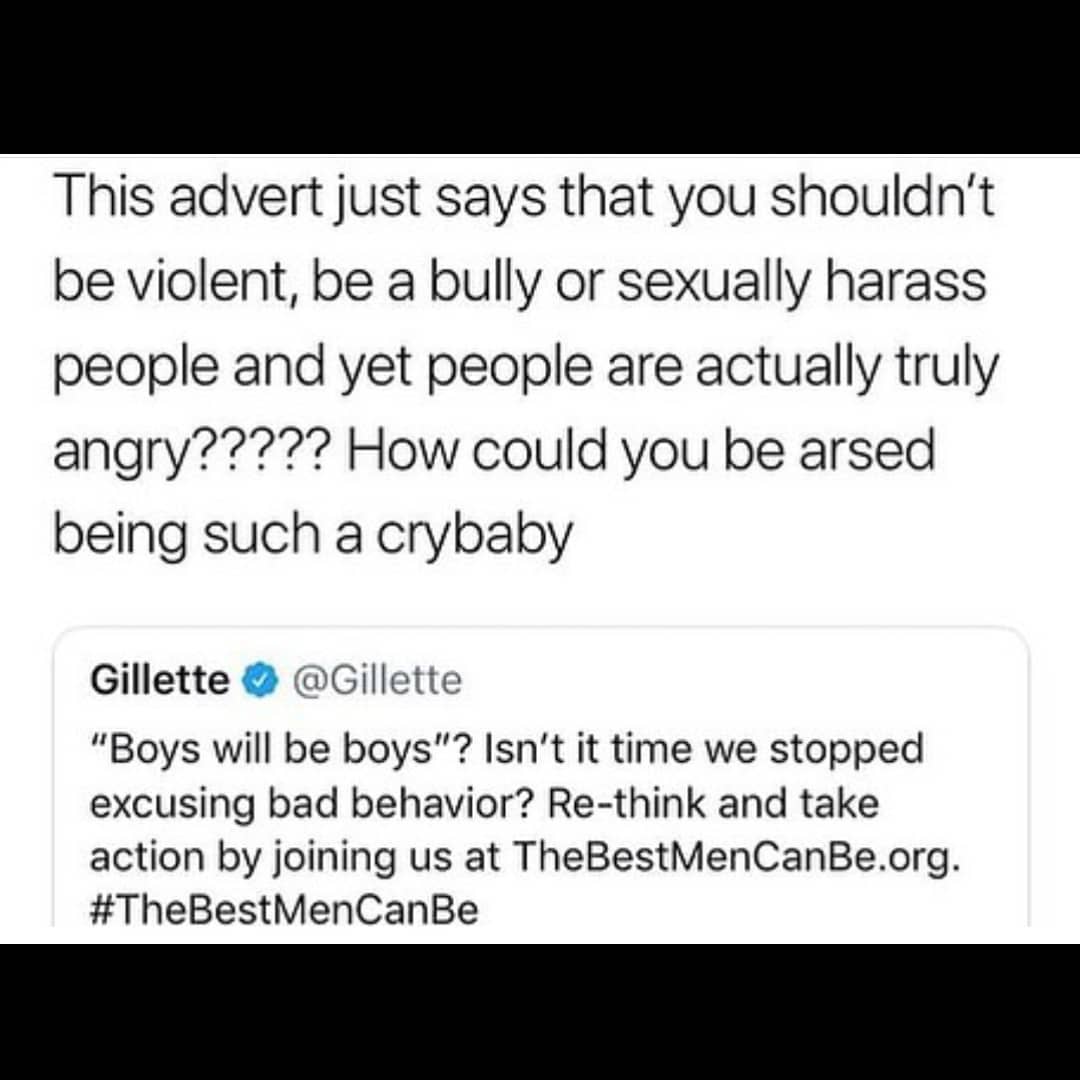 This advert just says that you shouldn't
be violent, be a bully or sexually harass
people and yet people are actually truly
angry????? How could you be arsed
being such a crybaby
Gillette @Gillette
"Boys will be boys"? Isn't it time we stopped
excusing bad behavior? Re-think and take
action by joining us at TheBestMenCanBe.org.
#TheBestMenCanBe